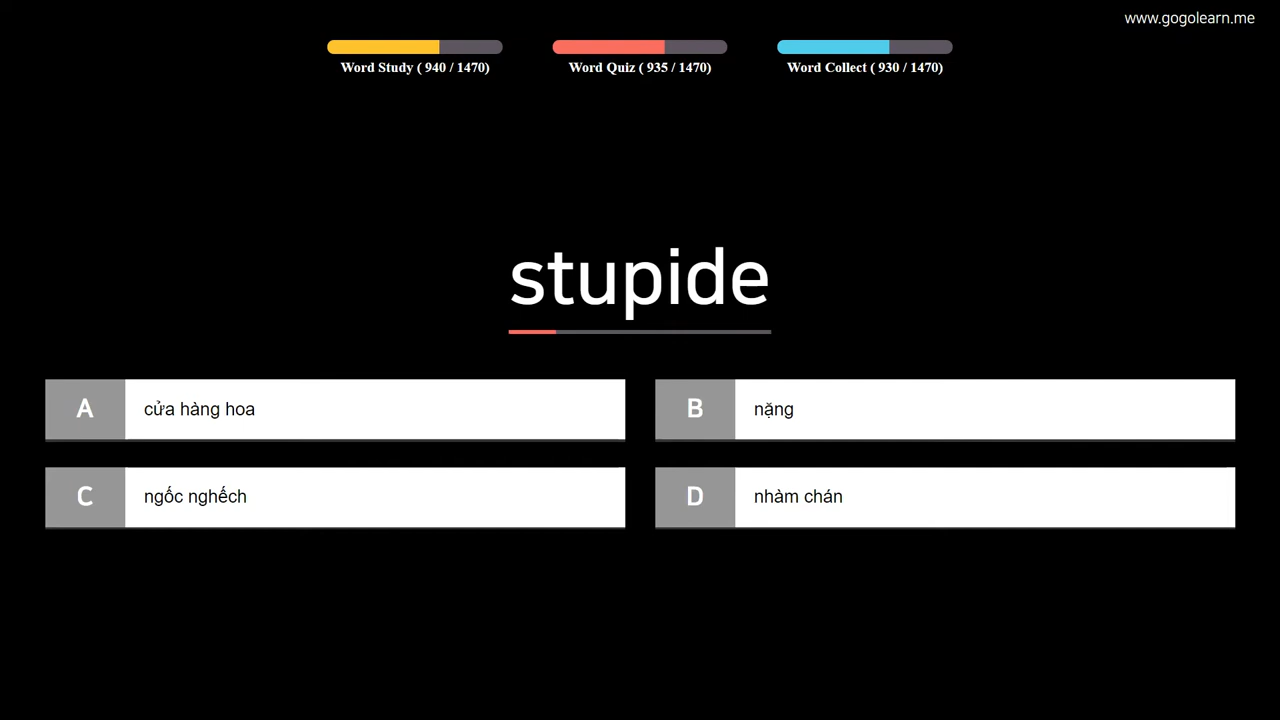 www.gogolearn.me
Word Study ( 940 / 1470)
Word Quiz ( 935 / 1470)
Word Collect ( 930 / 1470)
stupide
A cửa hàng hoa
B nặng
C ngốc nghếch
D nhàm chán